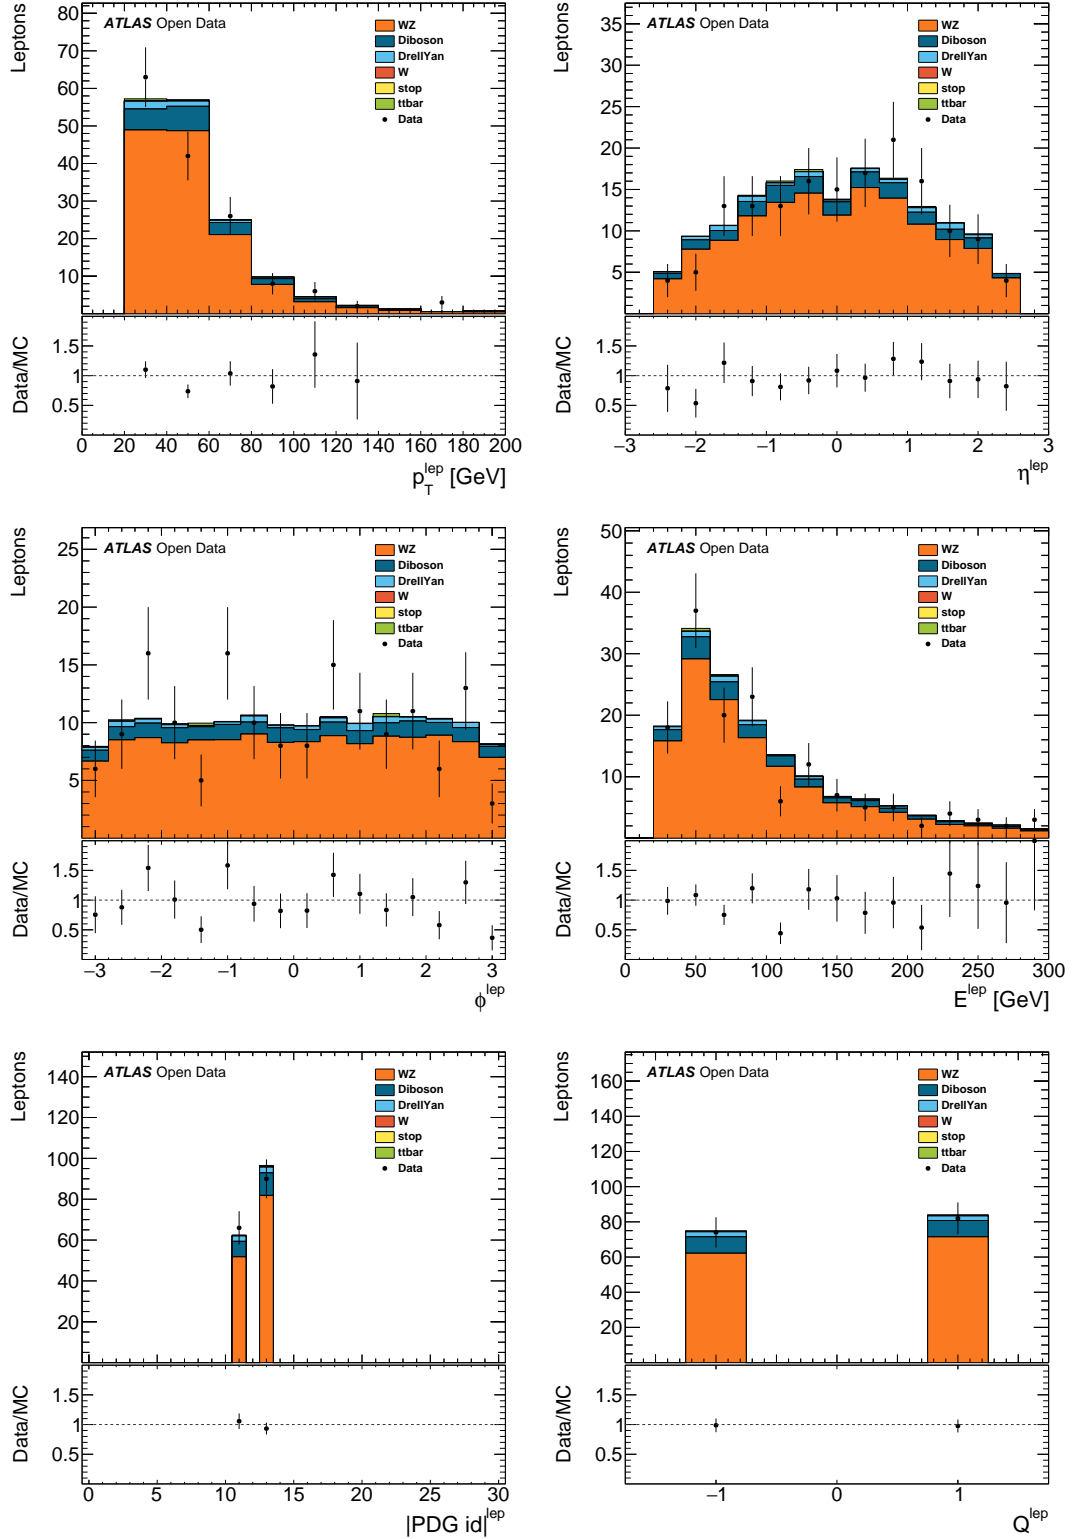 Leptons
80
70
60
50
40
30
20
10
ATLAS Open Data
WZ
Diboson
DrellYan
W
stop
ttbar
Data
Data/MC
1.5
1
0.5
0 20 40 60 80 100 120 140 160 180 200
p_T^lep [GeV]
Leptons
35
30
25
20
15
10
5
ATLAS Open Data
WZ
Diboson
DrellYan
W
stop
ttbar
Data
Data/MC
1.5
1
0.5
−3 −2 −1 0 1 2 3
η^lep
Leptons
25
20
15
10
5
ATLAS Open Data
WZ
Diboson
DrellYan
W
stop
ttbar
Data
Data/MC
1.5
1
0.5
−3 −2 −1 0 1 2 3
ϕ^lep
Leptons
50
40
30
20
10
ATLAS Open Data
WZ
Diboson
DrellYan
W
stop
ttbar
Data
Data/MC
1.5
1
0.5
0 50 100 150 200 250 300
E^lep [GeV]
Leptons
140
120
100
80
60
40
20
ATLAS Open Data
WZ
Diboson
DrellYan
W
stop
ttbar
Data
Data/MC
1.5
1
0.5
0 5 10 15 20 25 30
|PDG id|^lep
Leptons
160
140
120
100
80
60
40
20
ATLAS Open Data
WZ
Diboson
DrellYan
W
stop
ttbar
Data
Data/MC
1.5
1
0.5
−1 0 1
Q^lep